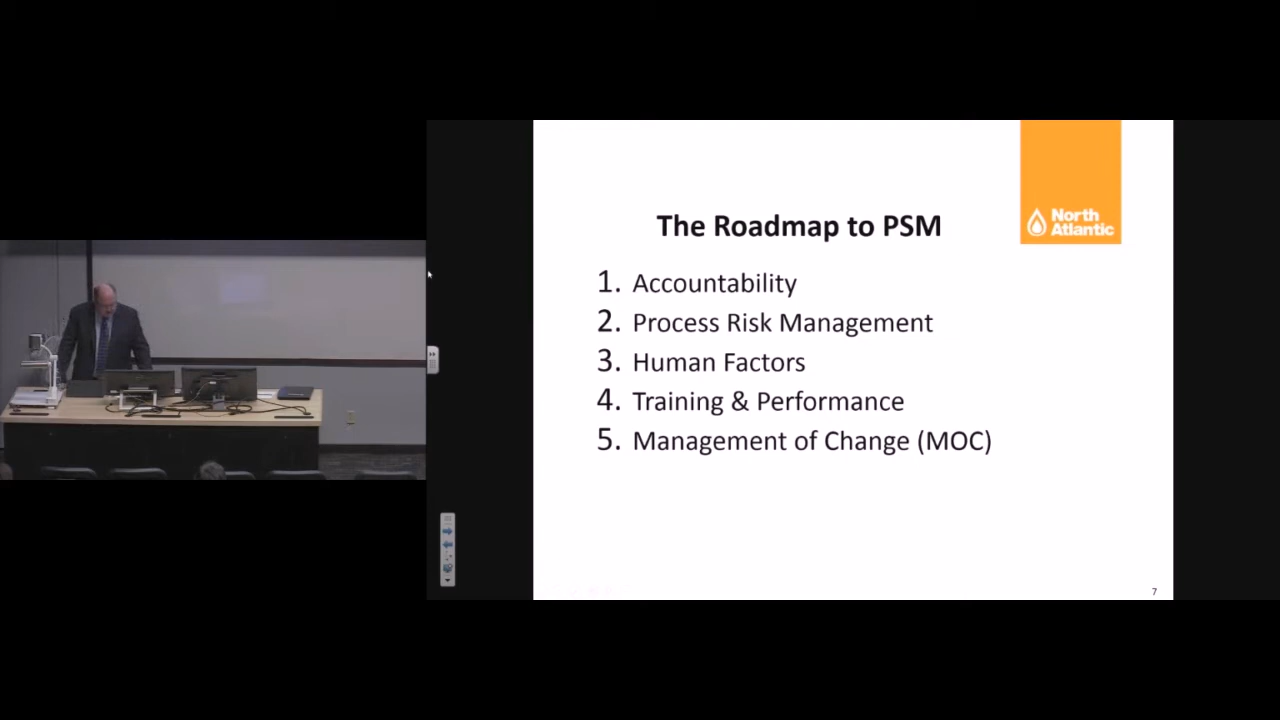 The Roadmap to PSM
North
Atlantic
1. Accountability
2. Process Risk Management
3. Human Factors
4. Training & Performance
5. Management of Change (MOC)
7